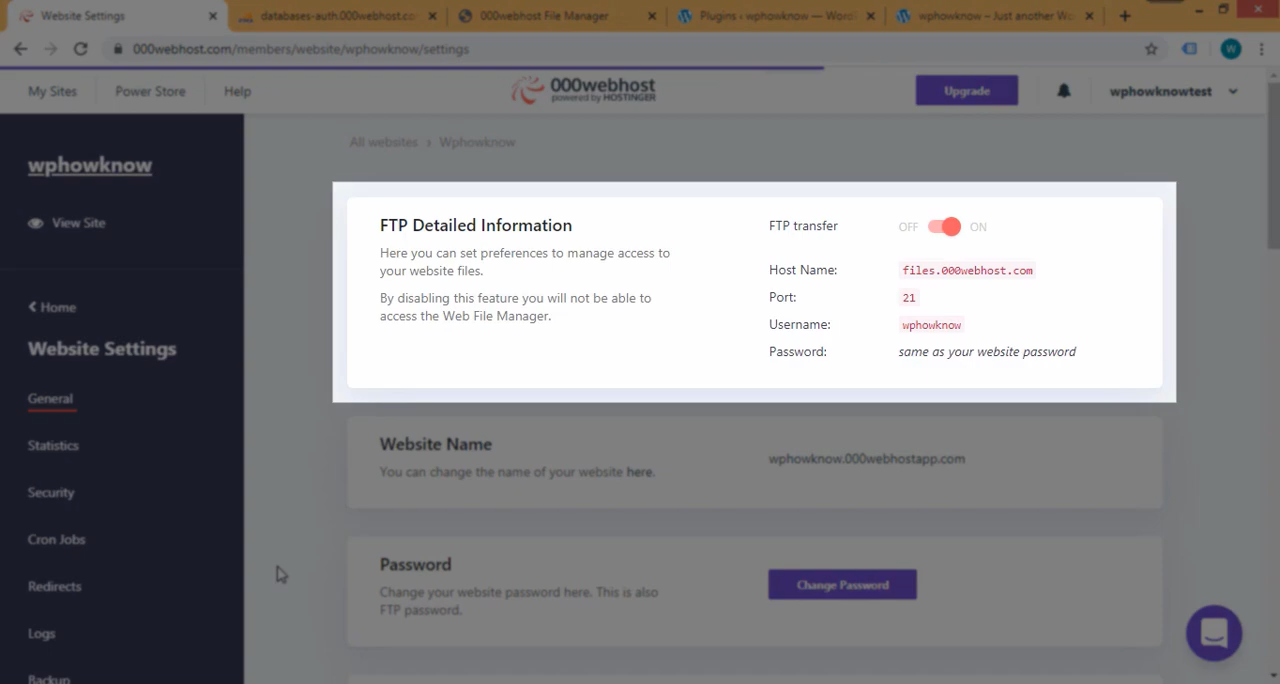 Website Settings
databases-auth.000webhost.co
000webhost File Manager
Plugins ‹ wphowknow — Word
wphowknow – Just another Wo
000webhost.com/members/website/wphowknow/settings
W
My Sites
Power Store
Help
000webhost
powered by HOSTINGER
Upgrade
wphowknowtest
wphowknow
View Site
Home
Website Settings
General
Statistics
Security
Cron Jobs
Redirects
Logs
Backup
All websites › Wphowknow
FTP Detailed Information
Here you can set preferences to manage access to
your website files.
By disabling this feature you will not be able to
access the Web File Manager.
FTP transfer
OFF
ON
Host Name:
files.000webhost.com
Port:
21
Username:
wphowknow
Password:
same as your website password
Website Name
You can change the name of your website here.
wphowknow.000webhostapp.com
Password
Change your website password here. This is also
FTP password.
Change Password